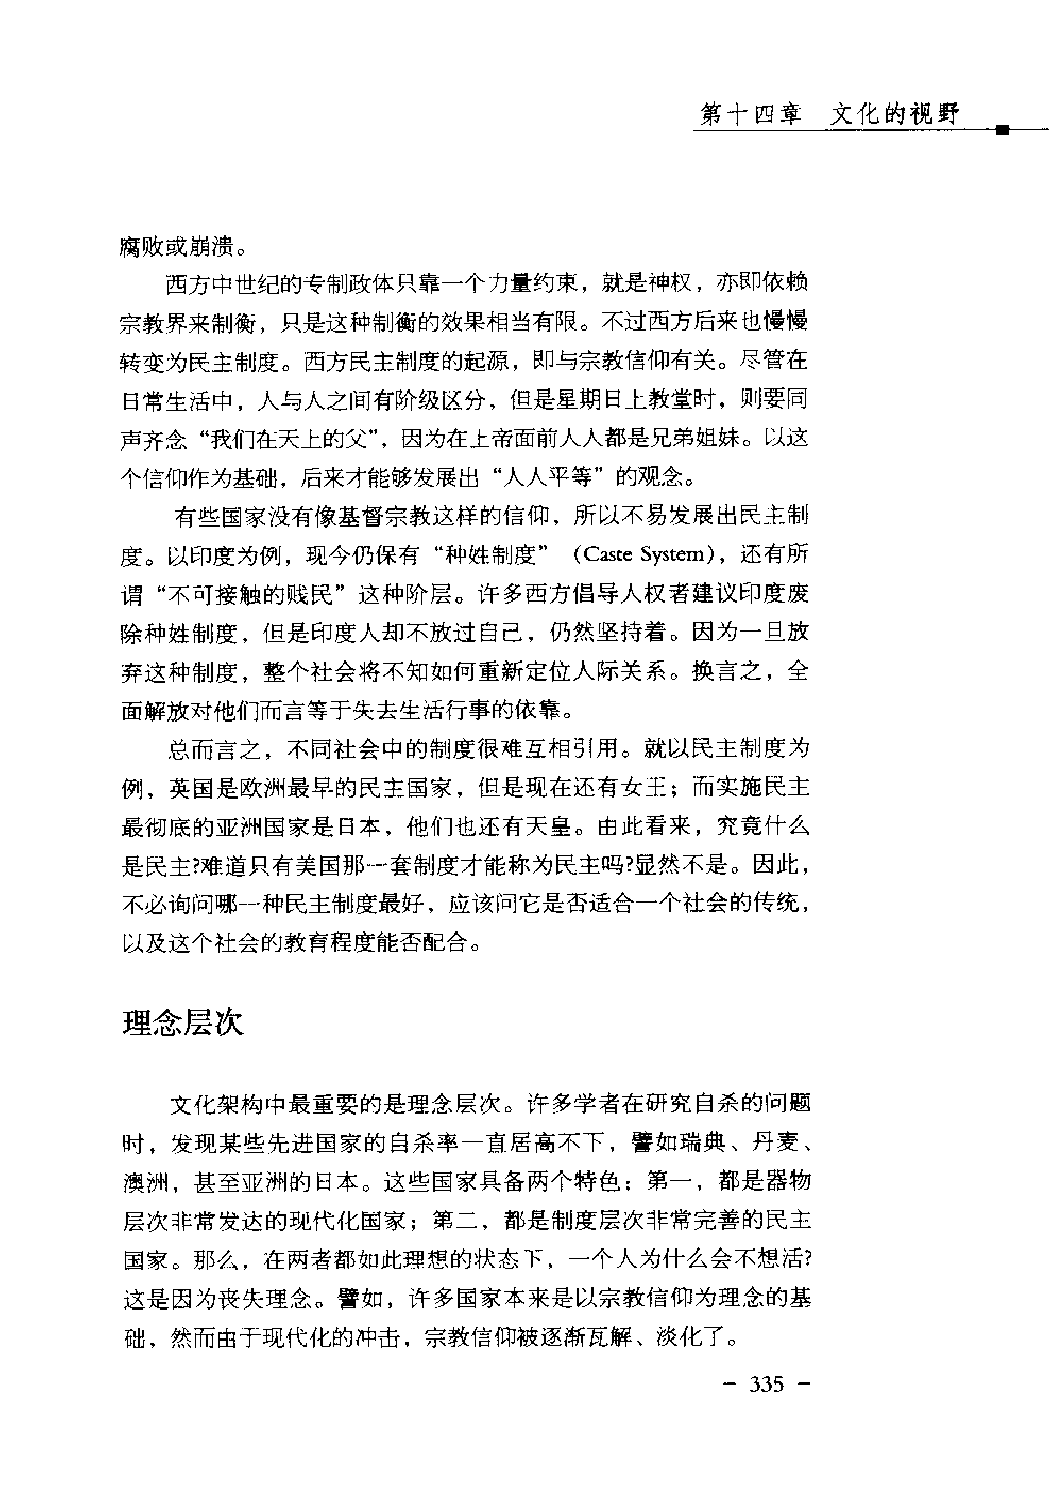 第十四章 文化的视野
腐败或崩溃。
西方中世纪的专制政体只靠一个力量约束，就是神权，亦即依赖
宗教界来制衡，只是这种制衡的效果相当有限。不过西方后来也慢慢
转变为民主制度。西方民主制度的起源，即与宗教信仰有关。尽管在
日常生活中，人与人之间有阶级区分，但是星期日上教堂时，则要同
声齐念“我们在天上的父”，因为在上帝面前人人都是兄弟姐妹。以这
个信仰作为基础，后来才能够发展出“人人平等”的观念。
有些国家没有像基督宗教这样的信仰，所以不易发展出民主制
度。以印度为例，现今仍保有“种姓制度”（Caste System），还有所
谓“不可接触的贱民”这种阶层。许多西方倡导人权者建议印度废
除种姓制度，但是印度人却不放过自己，仍然坚持着。因为一旦放
弃这种制度，整个社会将不知如何重新定位人际关系。换言之，全
面解放对他们而言等于失去生活行事的依靠。
总而言之，不同社会中的制度很难互相引用。就以民主制度为
例，英国是欧洲最早的民主国家，但是现在还有女王；而实施民主
最彻底的亚洲国家是日本，他们也还有天皇。由此看来，究竟什么
是民主?难道只有美国那一套制度才能称为民主吗?显然不是。因此，
不必询问哪一种民主制度最好，应该问它是否适合一个社会的传统，
以及这个社会的教育程度能否配合。
理念层次
文化架构中最重要的是理念层次。许多学者在研究自杀的问题
时，发现某些先进国家的自杀率一直居高不下，譬如瑞典、丹麦、
澳洲，甚至亚洲的日本。这些国家具备两个特色：第一，都是器物
层次非常发达的现代化国家；第二，都是制度层次非常完善的民主
国家。那么，在两者都如此理想的状态下，一个人为什么会不想活?
这是因为丧失理念。譬如，许多国家本来是以宗教信仰为理念的基
础，然而由于现代化的冲击，宗教信仰被逐渐瓦解、淡化了。
– 335 –